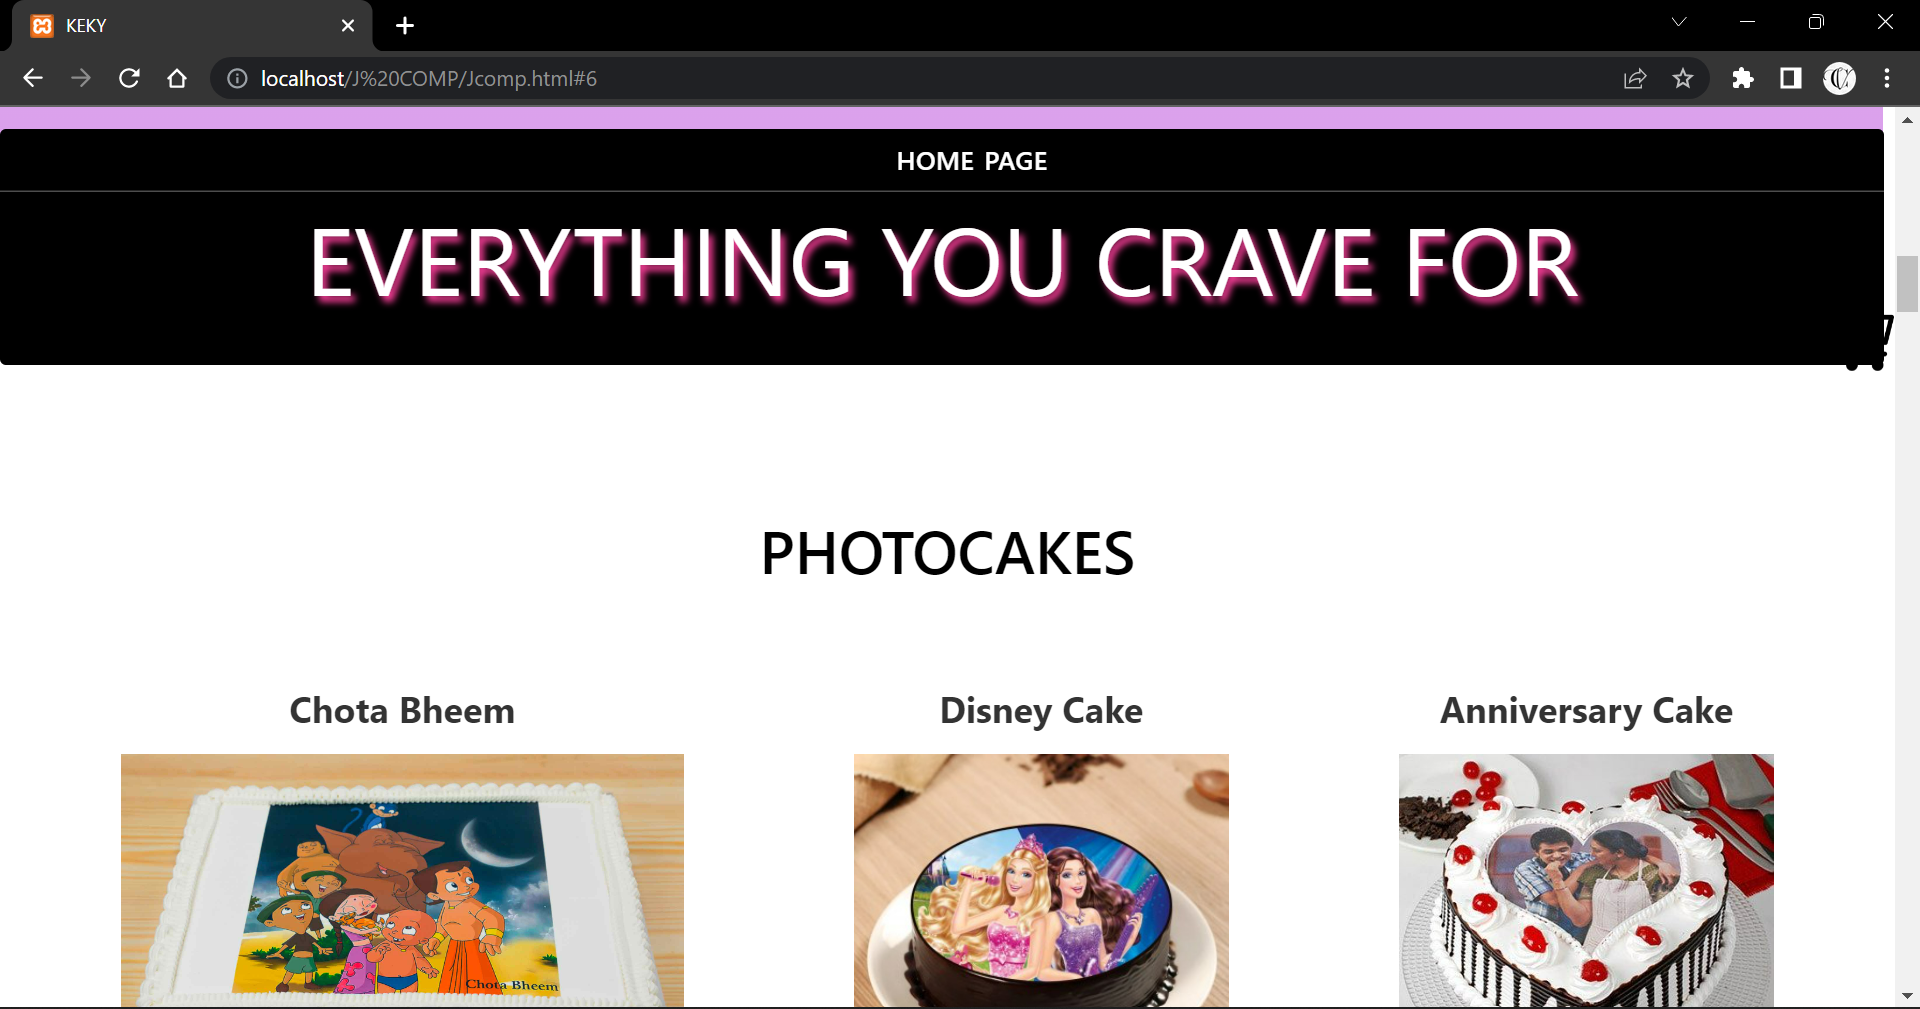 KEKY
localhost/J%20COMP/Jcomp.html#6
HOME PAGE
EVERYTHING YOU CRAVE FOR
PHOTOCAKES
Chota Bheem
Disney Cake
Anniversary Cake
Chota Bheem